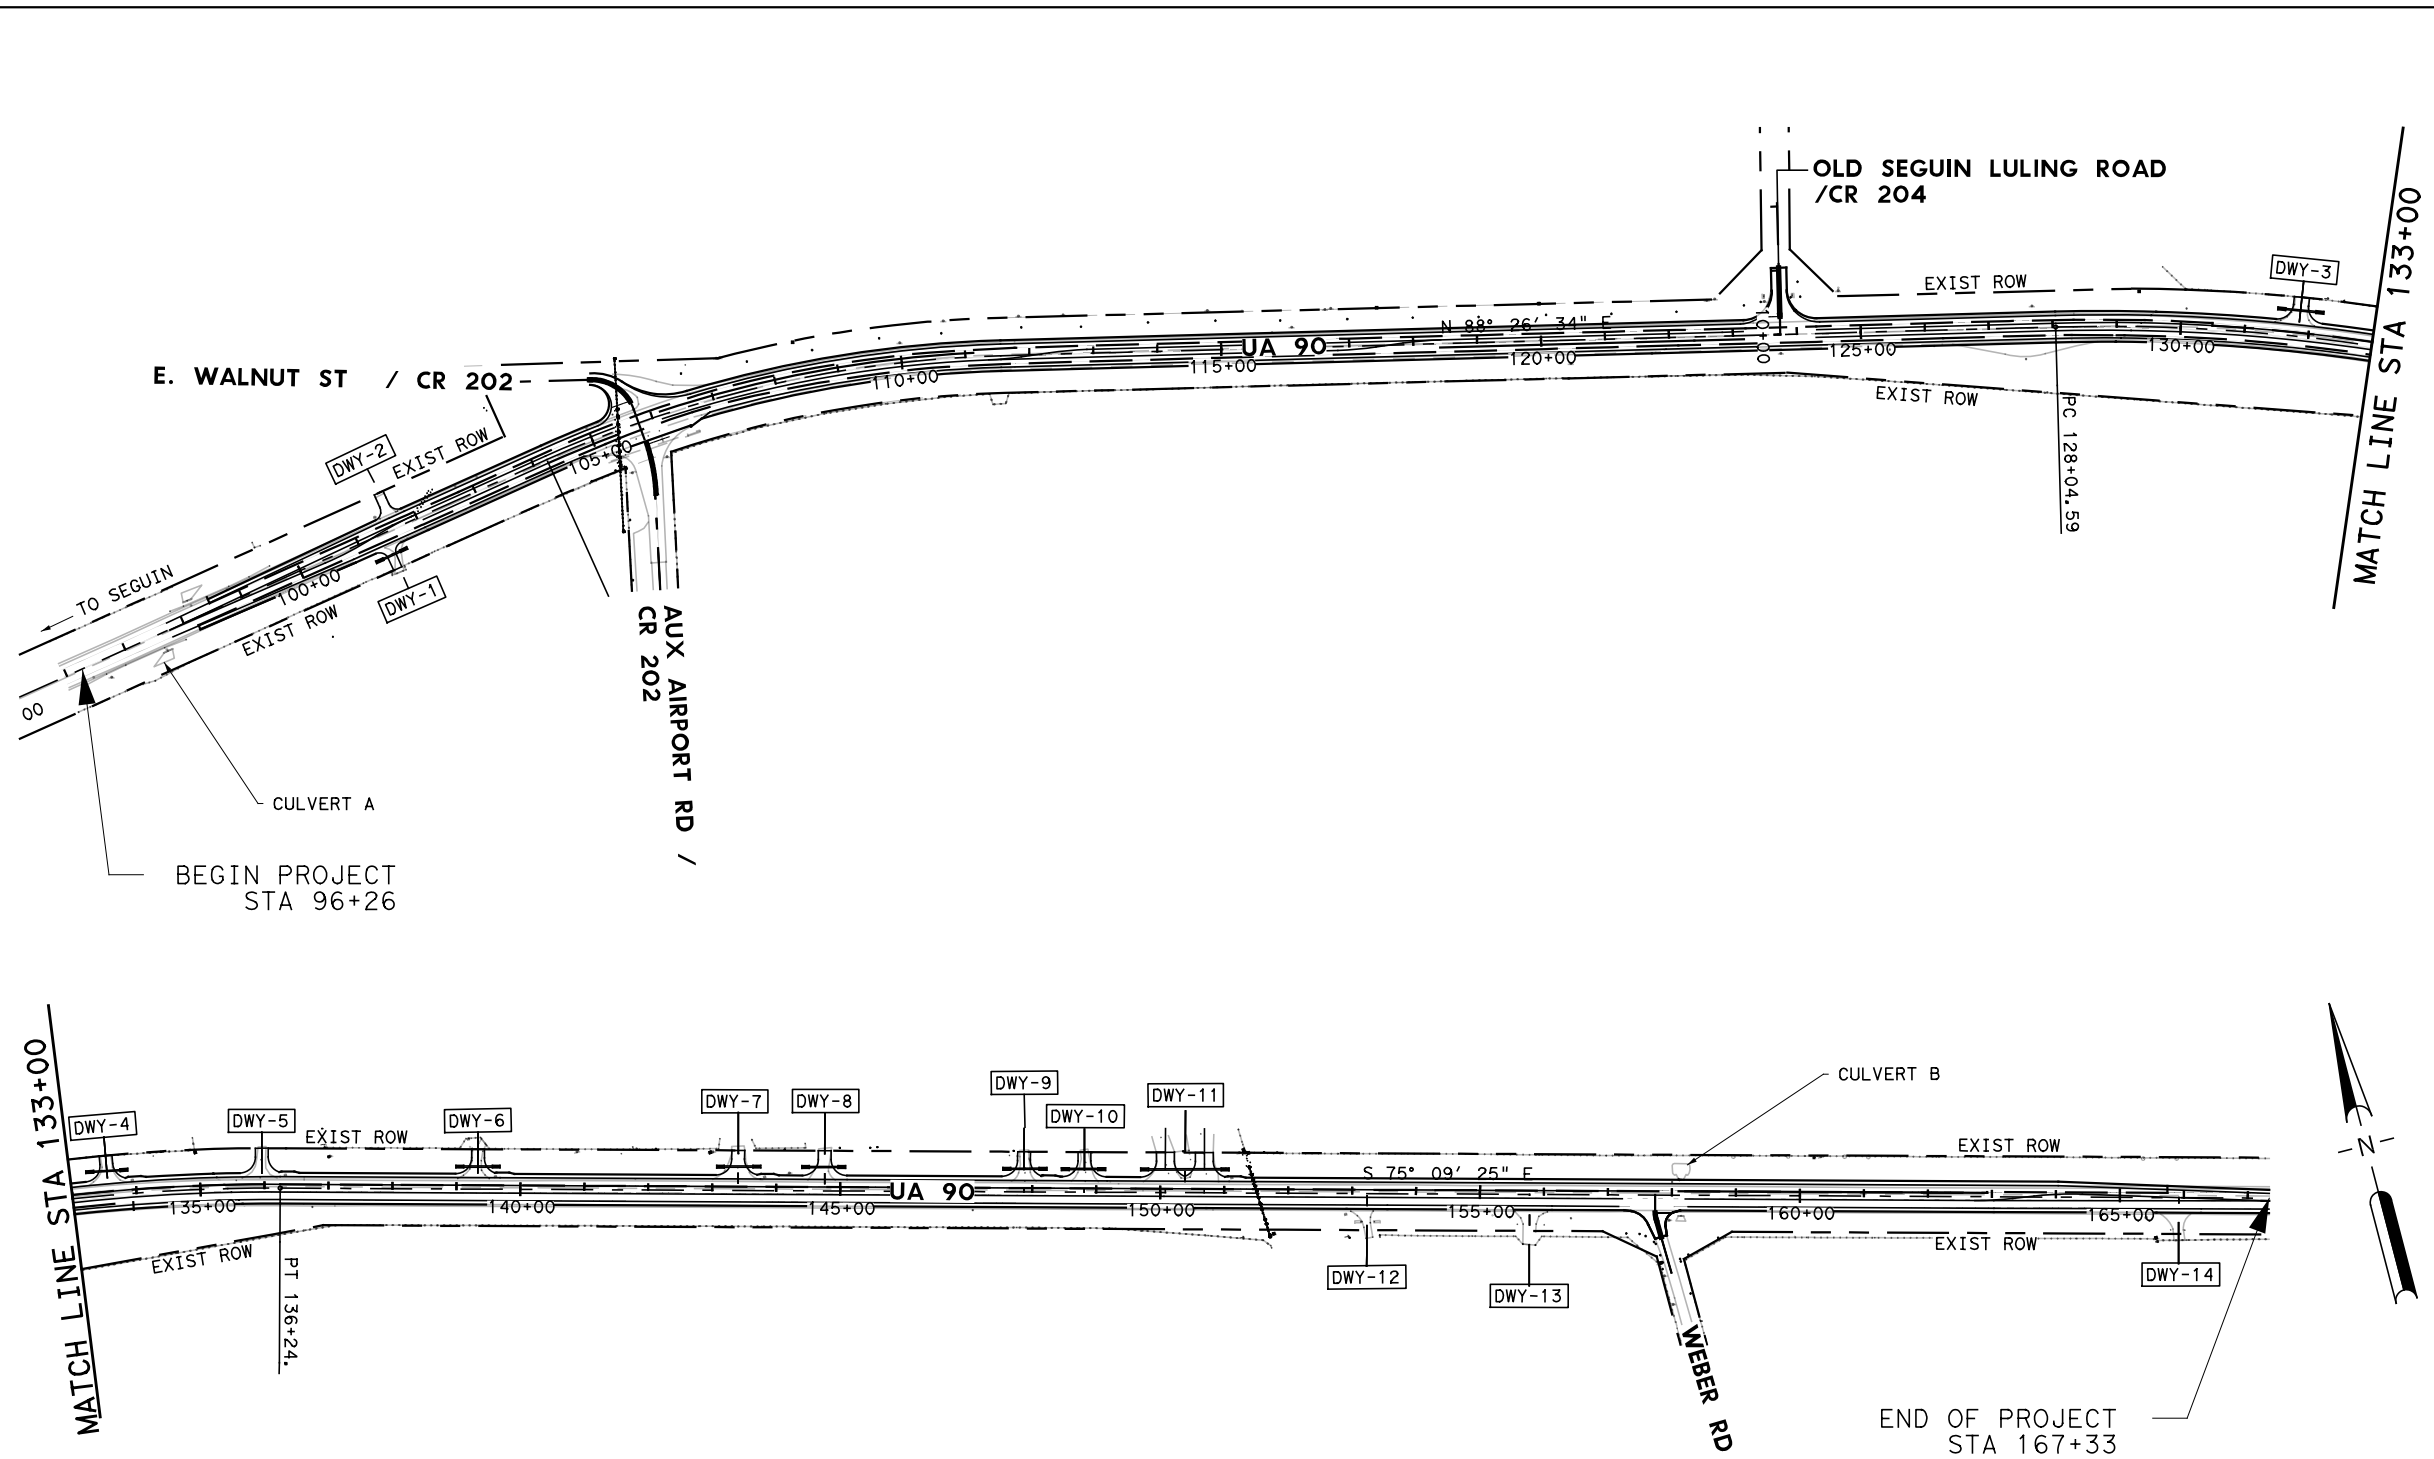 OLD SEGUIN LULING ROAD
/CR 204
MATCH LINE STA 133+00
EXIST ROW
DWY-3
N 88° 26' 34" E
UA 90
10+00
110+00
115+00
120+00
125+00
130+00
EXIST ROW
PC 128+04.59
E. WALNUT ST / CR 202
DWY-2
EXIST ROW
105+00
TO SEGUIN
100+00
DWY-1
EXIST ROW
00
AUX AIRPORT RD /
CR 202
CULVERT A
BEGIN PROJECT
STA 96+26
MATCH LINE STA 133+00
DWY-4
DWY-5
EXIST ROW
DWY-6
DWY-7
DWY-8
DWY-9
DWY-10
DWY-11
CULVERT B
EXIST ROW
N
S 75° 09' 25" E
UA 90
135+00
140+00
145+00
150+00
155+00
160+00
165+00
EXIST ROW
PT 136+24.
DWY-12
DWY-13
EXIST ROW
DWY-14
WEBER RD
END OF PROJECT
STA 167+33